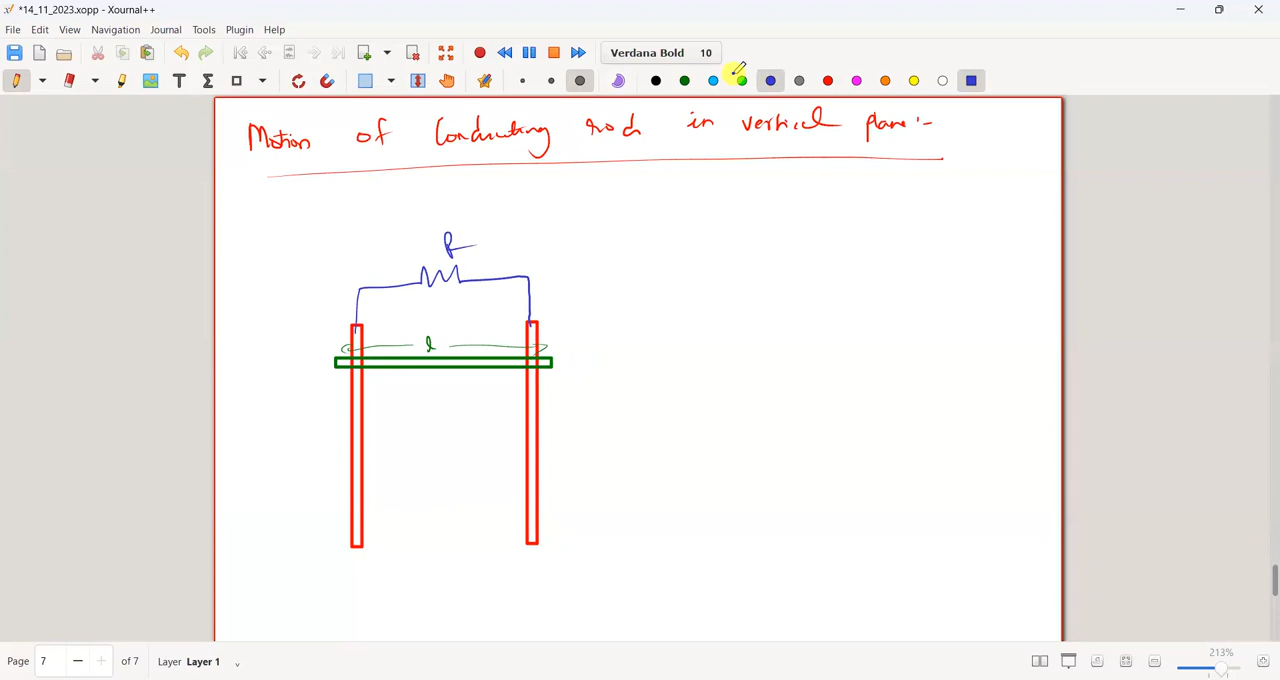 *14_11_2023.xopp - Xournal++
File Edit View Navigation Journal Tools Plugin Help
Verdana Bold 10
Motion of Conducting rod in vertical plane :-
R
l
Page 7 of 7 Layer Layer 1
213%